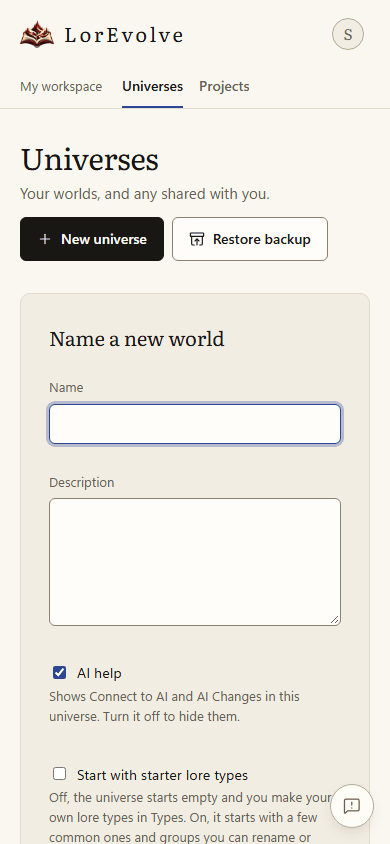 LorEvolve
S
My workspace
Universes
Projects
Universes
Your worlds, and any shared with you.
New universe
Restore backup
Name a new world
Name
Description
AI help
Shows Connect to AI and AI Changes in this
universe. Turn it off to hide them.
Start with starter lore types
Off, the universe starts empty and you make your
own lore types in Types. On, it starts with a few
common ones and groups you can rename or